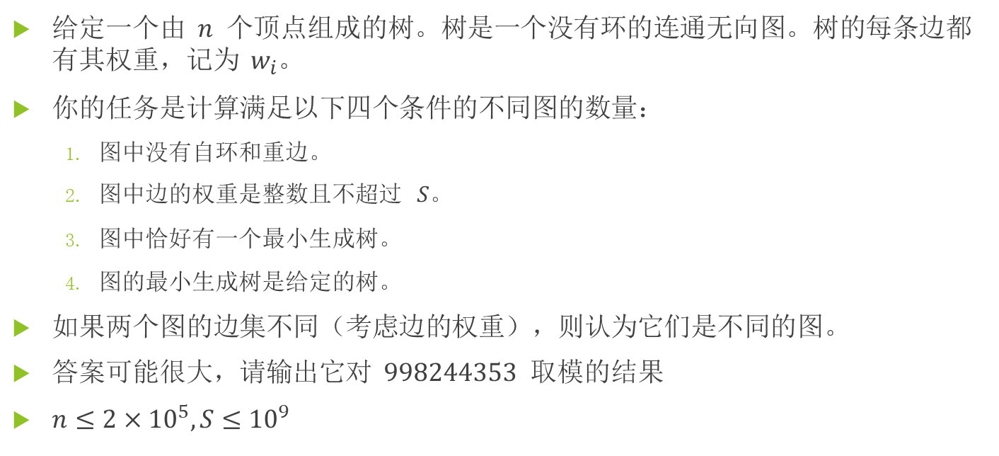 给定一个由 n 个顶点组成的树。树是一个没有环的连通无向图。树的每条边都
有其权重，记为 wᵢ。
你的任务是计算满足以下四个条件的不同图的数量：
1. 图中没有自环和重边。
2. 图中边的权重是整数且不超过 S。
3. 图中恰好有一个最小生成树。
4. 图的最小生成树是给定的树。
如果两个图的边集不同（考虑边的权重），则认为它们是不同的图。
答案可能很大，请输出它对 998244353 取模的结果
n ≤ 2 × 10⁵, S ≤ 10⁹